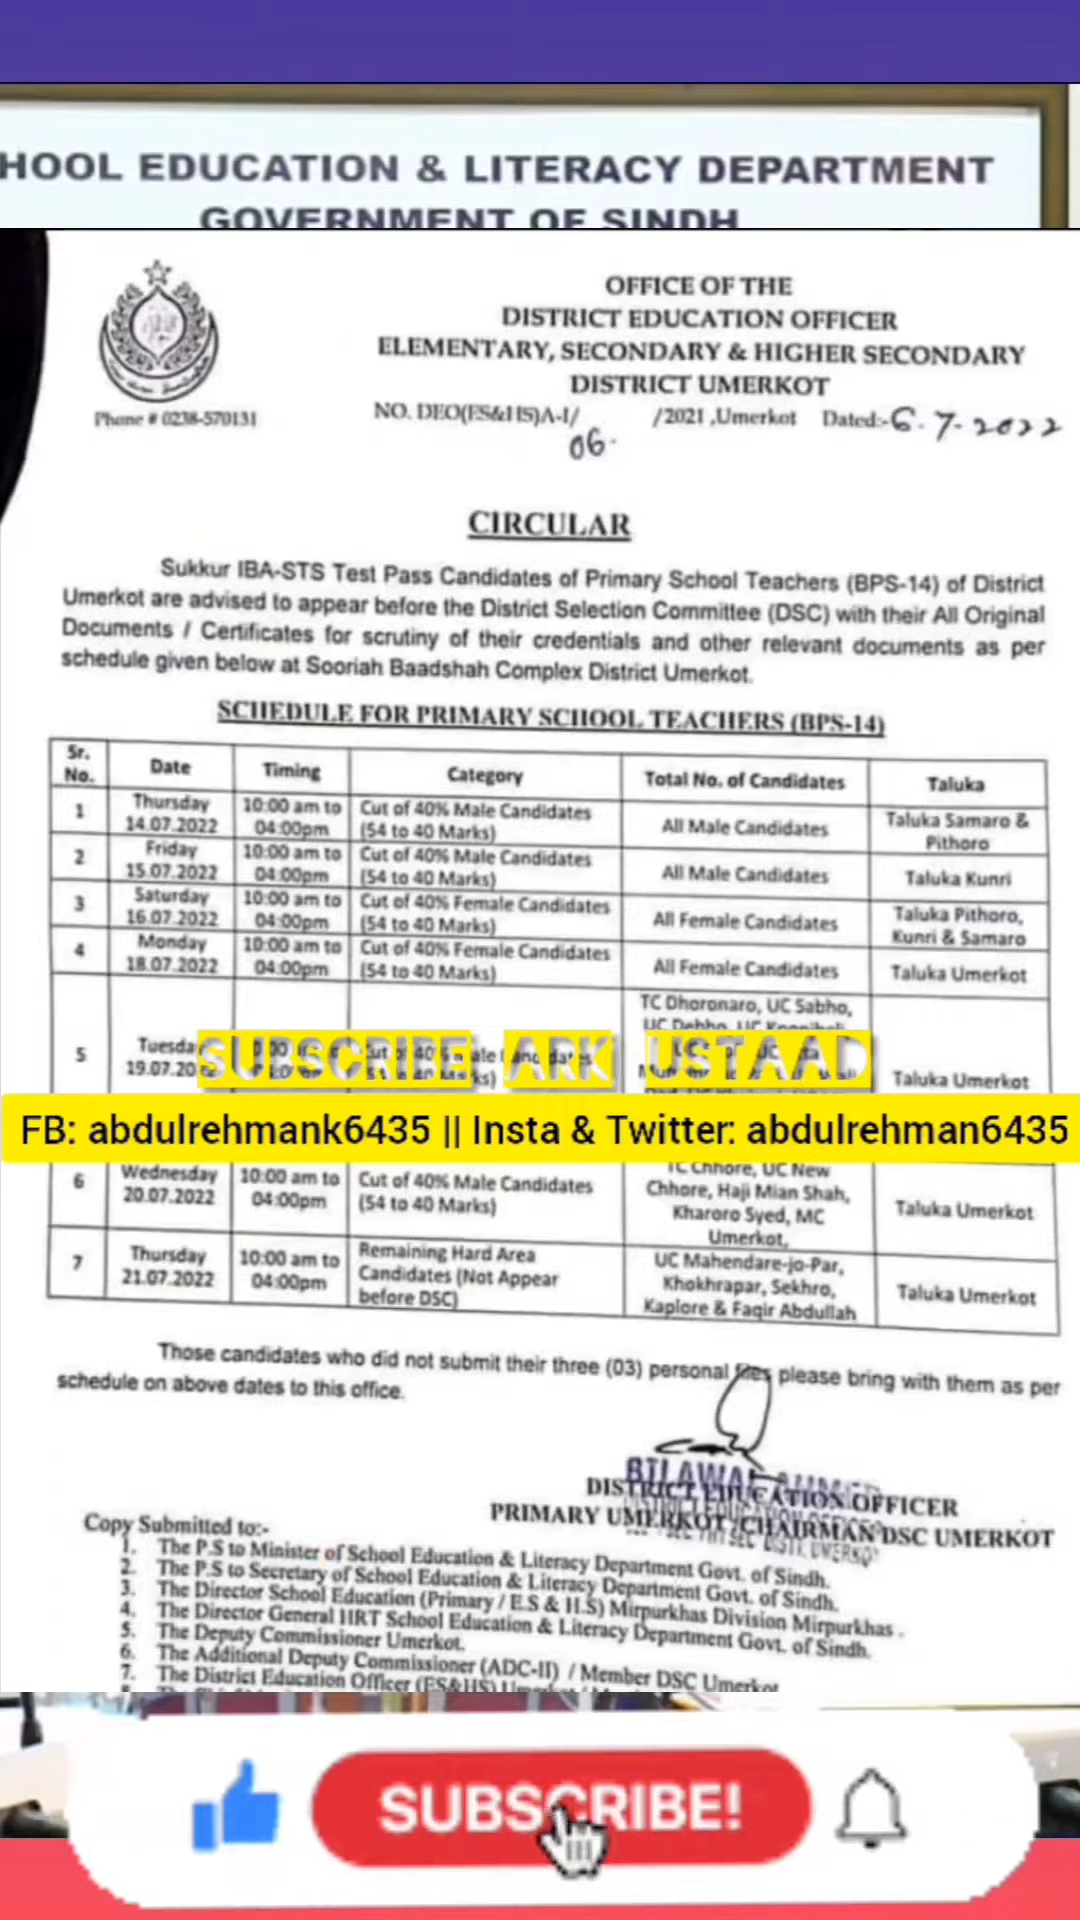 HOOL EDUCATION & LITERACY DEPARTMENT
GOVERNMENT OF SINDH
OFFICE OF THE
DISTRICT EDUCATION OFFICER
ELEMENTARY, SECONDARY & HIGHER SECONDARY
DISTRICT UMERKOT
Phone # 0238-570131
NO. DEO(ES&HS)A-I/ /2021 ,Umerkot Dated:-6.7.2022
06.
CIRCULAR
Sukkur IBA-STS Test Pass Candidates of Primary School Teachers (BPS-14) of District
Umerkot are advised to appear before the District Selection Committee (DSC) with their All Original
Documents / Certificates for scrutiny of their credentials and other relevant documents as per
schedule given below at Sooriah Baadshah Complex District Umerkot.
SCHEDULE FOR PRIMARY SCHOOL TEACHERS (BPS-14)
Sr. No. Date Timing Category Total No. of Candidates Taluka
1 Thursday 14.07.2022 10:00 am to 04:00pm Cut of 40% Male Candidates (54 to 40 Marks) All Male Candidates Taluka Samaro & Pithoro
2 Friday 15.07.2022 10:00 am to 04:00pm Cut of 40% Male Candidates (54 to 40 Marks) All Male Candidates Taluka Kunri
3 Saturday 16.07.2022 10:00 am to 04:00pm Cut of 40% Female Candidates (54 to 40 Marks) All Female Candidates Taluka Pithoro, Kunri & Samaro
4 Monday 18.07.2022 10:00 am to 04:00pm Cut of 40% Female Candidates (54 to 40 Marks) All Female Candidates Taluka Umerkot
5 TC Dhoronaro, UC Sabho, Taluka Umerkot
SUBSCRIBE ARK USTAAD
FB: abdulrehmank6435 || Insta & Twitter: abdulrehman6435
6 Wednesday 20.07.2022 10:00 am to 04:00pm Cut of 40% Male Candidates (54 to 40 Marks) TC Chhore, UC New Chhore, Haji Mian Shah, Kharoro Syed, MC Umerkot, Taluka Umerkot
7 Thursday 21.07.2022 10:00 am to 04:00pm Remaining Hard Area Candidates (Not Appear before DSC) UC Mahendare-jo-Par, Khokhrapar, Sekhro, Kaplore & Faqir Abdullah Taluka Umerkot
Those candidates who did not submit their three (03) personal files please bring with them as per
schedule on above dates to this office.
DISTRICT EDUCATION OFFICER
PRIMARY UMERKOT/CHAIRMAN DSC UMERKOT
Copy Submitted to:-
1. The P.S to Minister of School Education & Literacy Department Govt. of Sindh.
2. The P.S to Secretary of School Education & Literacy Department Govt. of Sindh.
3. The Director School Education (Primary / E.S & H.S) Mirpurkhas Division Mirpurkhas .
4. The Director General HRT School Education & Literacy Department Govt. of Sindh.
5. The Deputy Commissioner Umerkot.
6. The Additional Deputy Commissioner (ADC-II) / Member DSC Umerkot
7. The District Education Officer (ES&HS)
SUBSCRIBE!